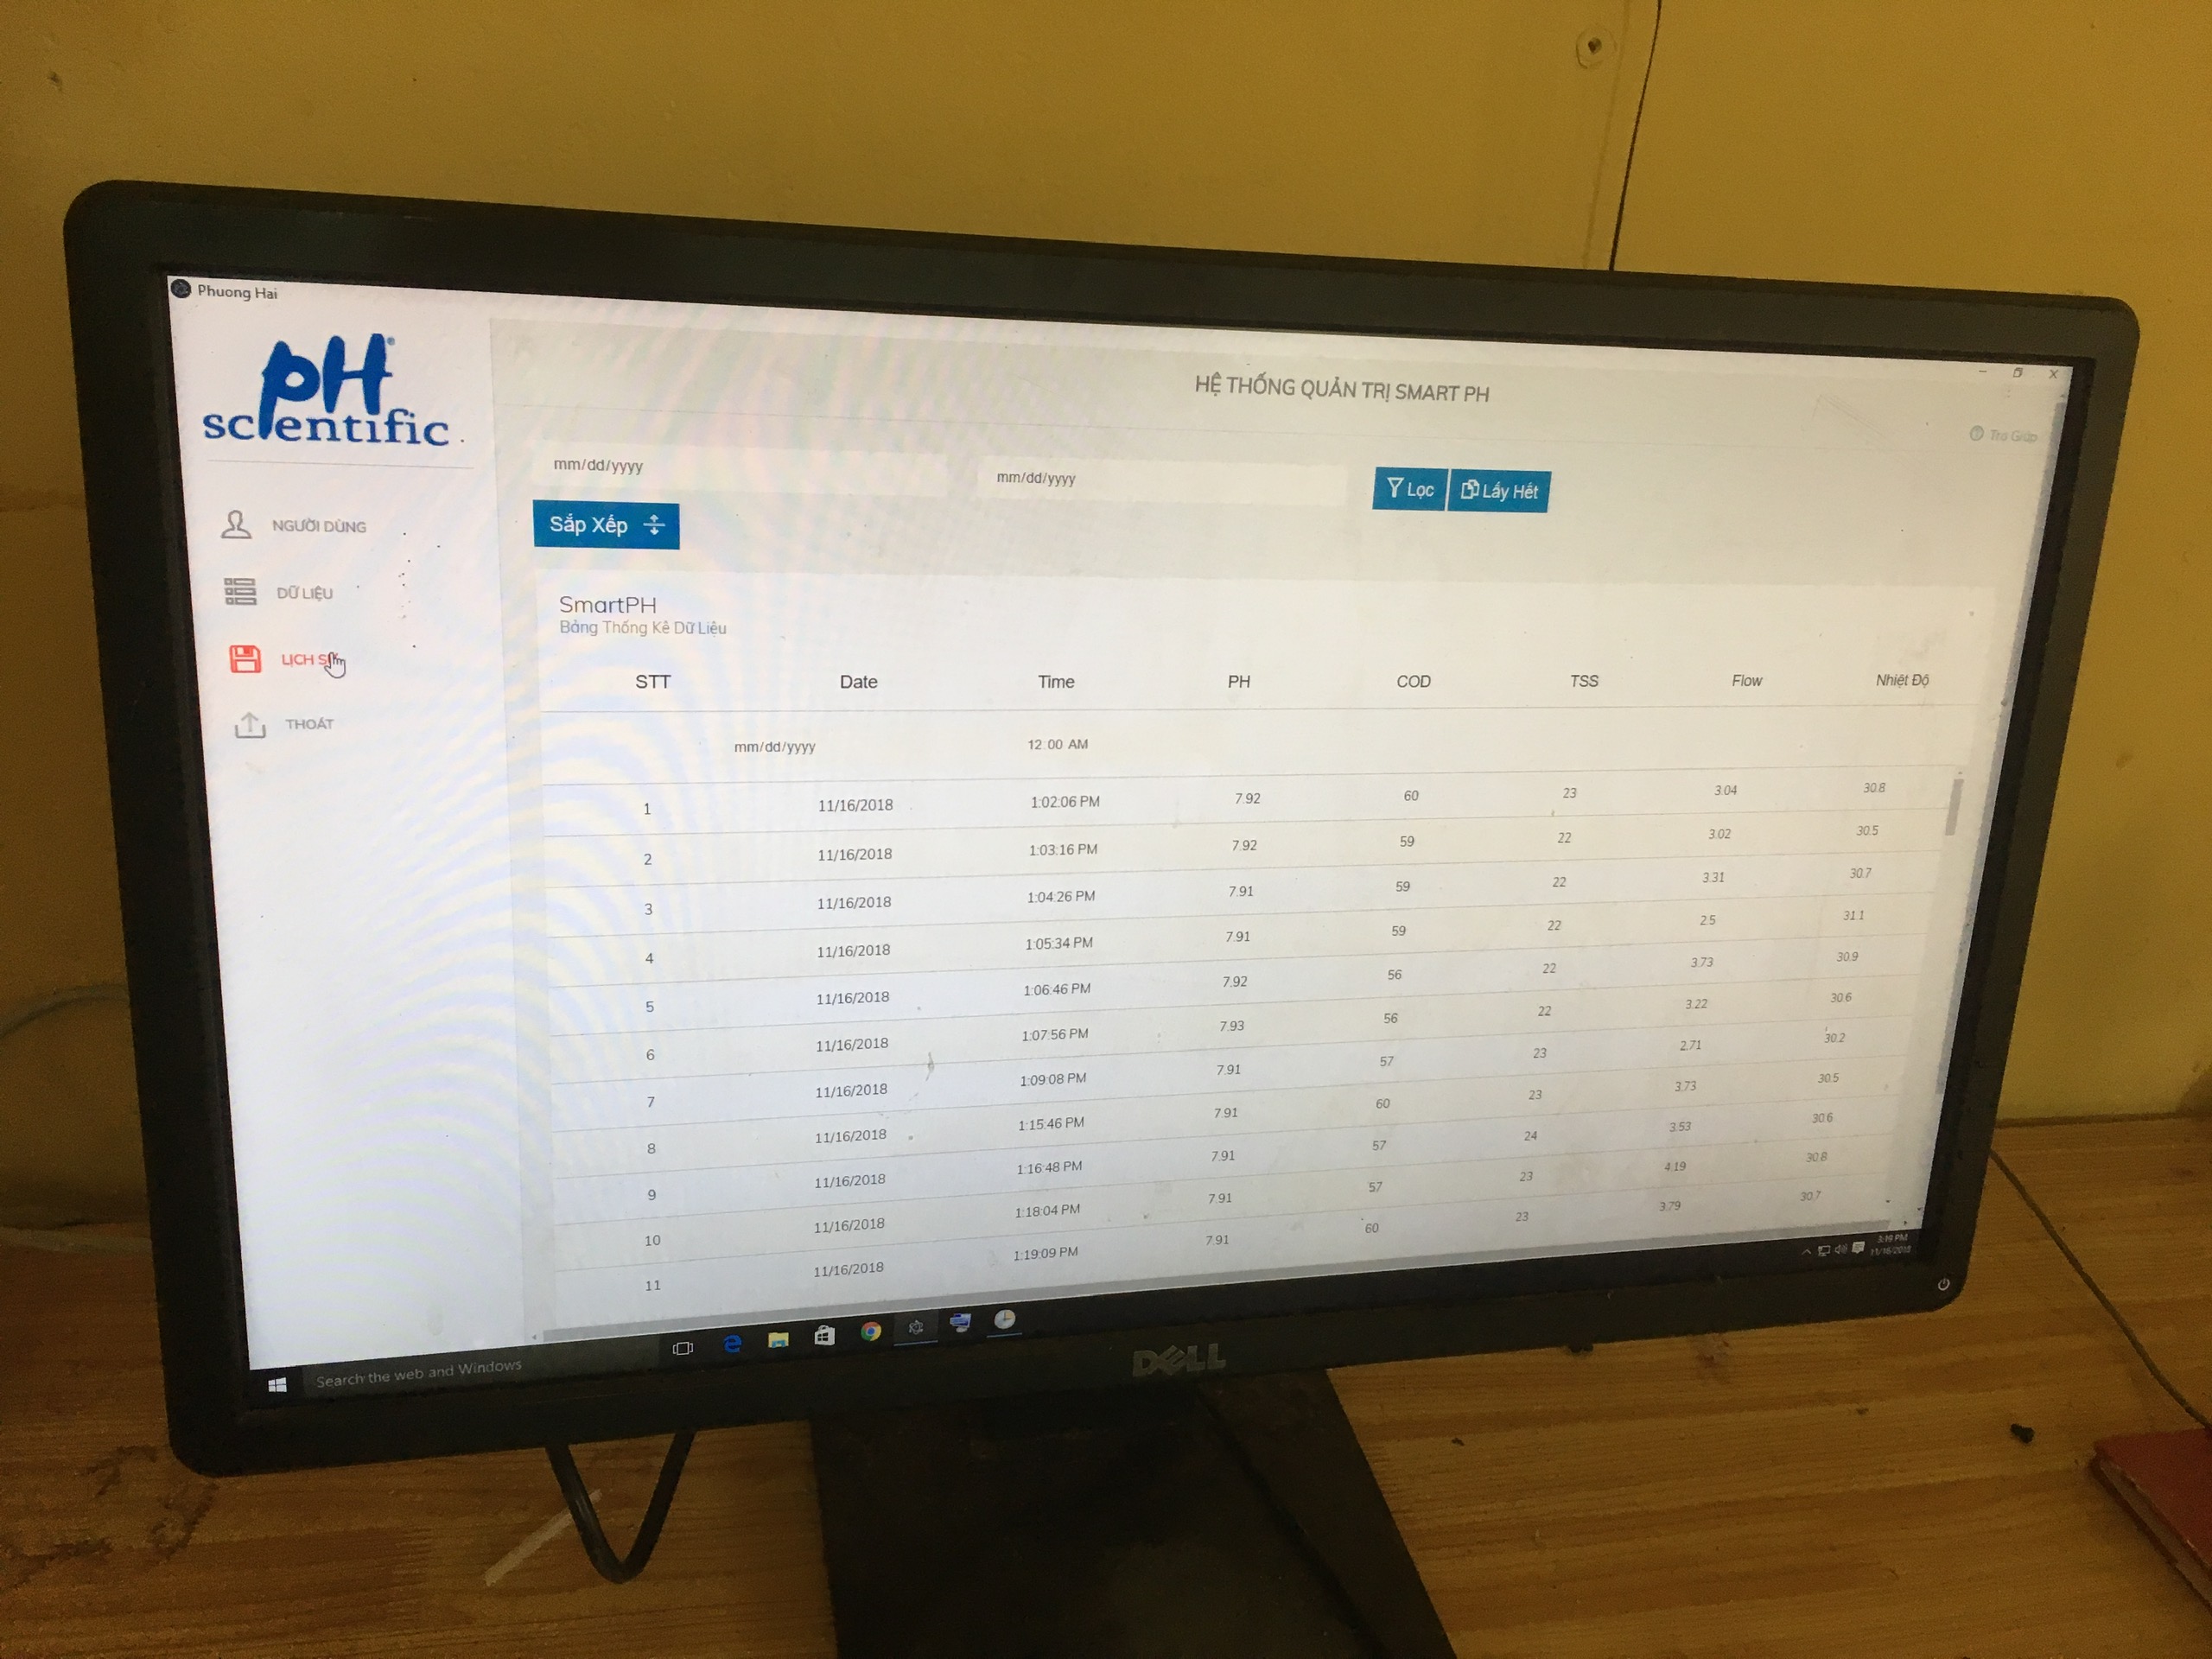 Phuong Hai
pH scientific
HỆ THỐNG QUẢN TRỊ SMART PH
Trợ Giúp
NGƯỜI DÙNG
DỮ LIỆU
LỊCH
THOÁT
mm/dd/yyyy mm/dd/yyyy Lọc Lấy Hết
Sắp Xếp
SmartPH
Bảng Thống Kê Dữ Liệu
STT Date Time PH COD TSS Flow Nhiệt Độ
mm/dd/yyyy 12:00 AM
1 11/16/2018 1:02:06 PM 7.92 60 23 3.04 30.8
2 11/16/2018 1:03:16 PM 7.92 59 22 3.02 30.5
3 11/16/2018 1:04:26 PM 7.91 59 22 3.31 30.7
4 11/16/2018 1:05:34 PM 7.91 59 22 2.5 31.1
5 11/16/2018 1:06:46 PM 7.92 56 22 3.73 30.9
6 11/16/2018 1:07:56 PM 7.93 56 22 3.22 30.6
7 11/16/2018 1:09:08 PM 7.91 57 23 2.71 30.2
8 11/16/2018 1:15:46 PM 7.91 60 23 3.73 30.5
9 11/16/2018 1:16:48 PM 7.91 57 24 3.53 30.6
10 11/16/2018 1:18:04 PM 7.91 57 23 4.19 30.8
11 11/16/2018 1:19:09 PM 7.91 60 23 3.79 30.7
Search the web and Windows
3:19 PM
11/16/2018
DELL